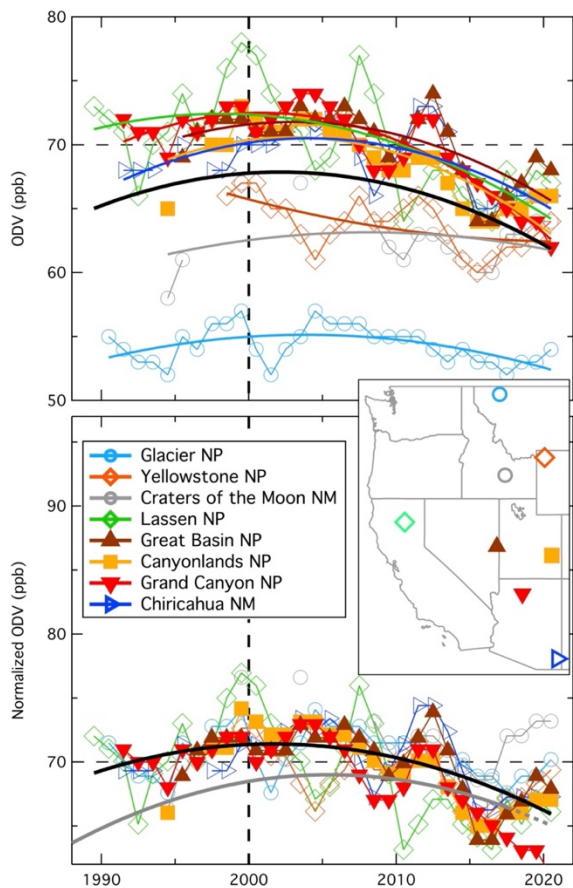 80
70
60
50
ODV (ppb)
90
80
70
Normalized ODV (ppb)
Glacier NP
Yellowstone NP
Craters of the Moon NM
Lassen NP
Great Basin NP
Canyonlands NP
Grand Canyon NP
Chiricahua NM
1990
2000
2010
2020